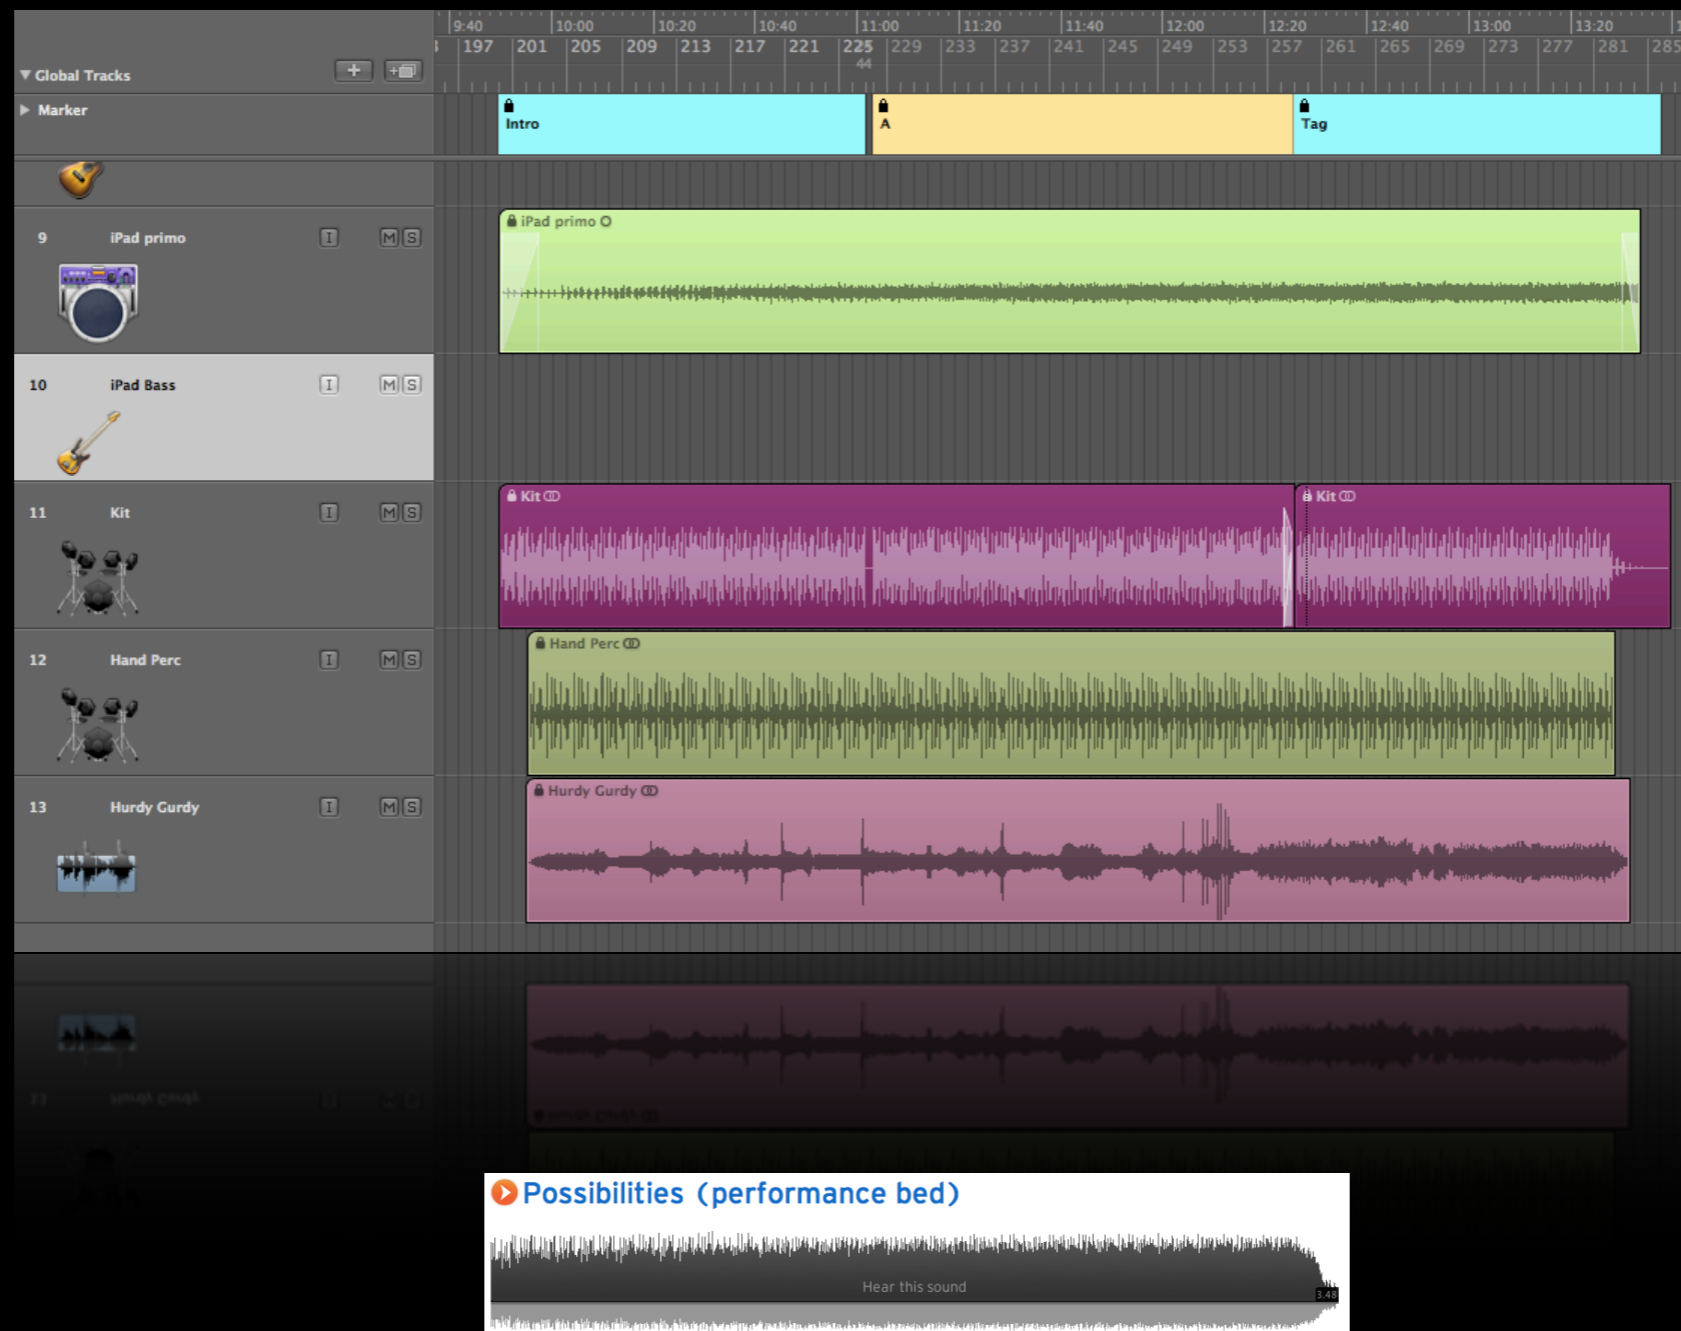 9:40 10:00 10:20 10:40 11:00 11:20 11:40 12:00 12:20 12:40 13:00 13:20
197 201 205 209 213 217 221 225 229 233 237 241 245 249 253 257 261 265 269 273 277 281 285
44
Global Tracks
Marker
Intro A Tag
iPad primo
9 iPad primo I M S
10 iPad Bass I M S
Kit Kit
11 Kit I M S
Hand Perc
12 Hand Perc I M S
Hurdy Gurdy
13 Hurdy Gurdy I M S
Possibilities (performance bed)
Hear this sound
3.48